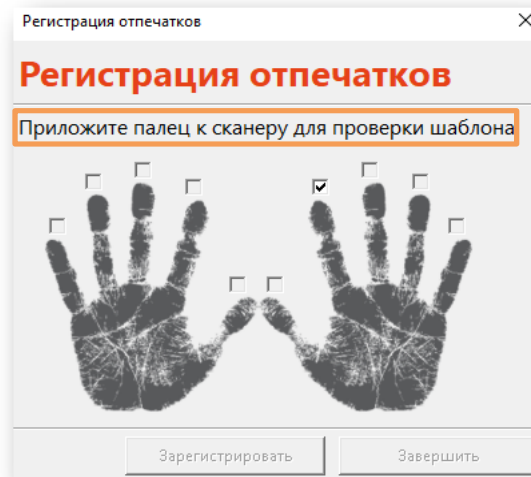 Регистрация отпечатков
Регистрация отпечатков
Приложите палец к сканеру для проверки шаблона
Зарегистрировать
Завершить